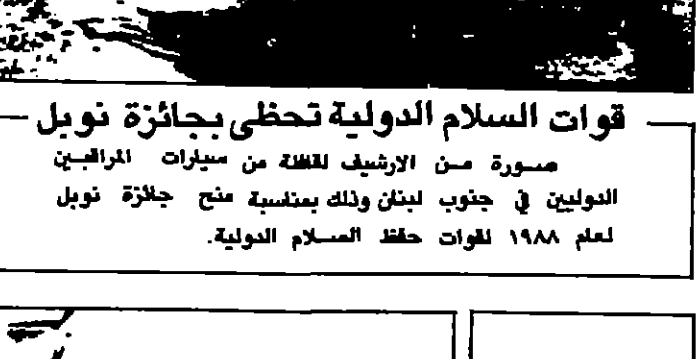 قوات السلام الدولية تحظى بجائزة نوبل
صورة من الارشيف لقافلة من سيارات المراقبين
الدوليين في جنوب لبنان وذلك بمناسبة منح جائزة نوبل
لعام ١٩٨٨ لقوات حفظ السلام الدولية.